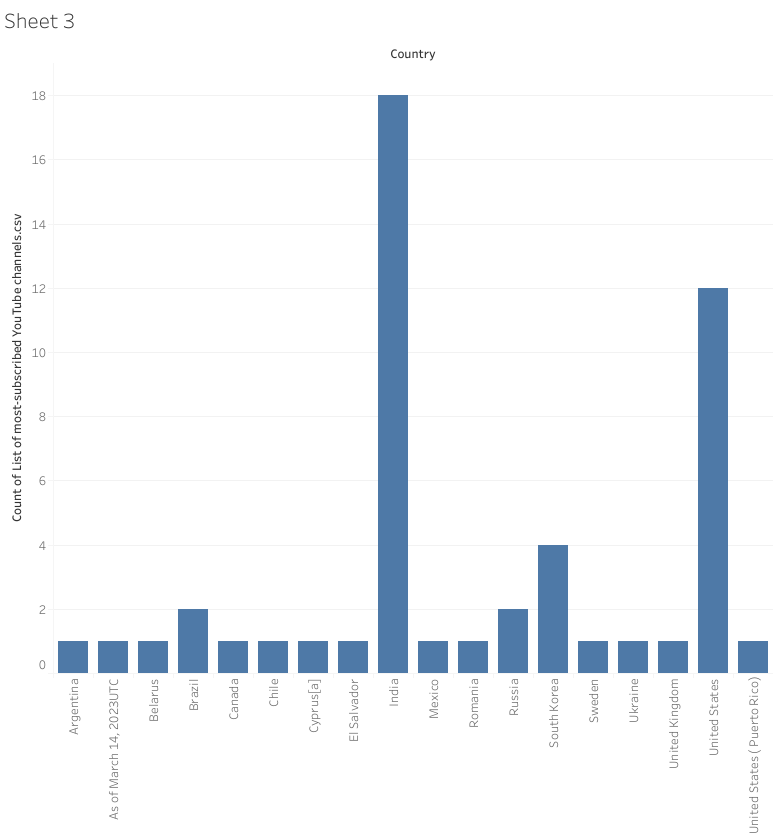 Sheet 3
Country
Count of List of most-subscribed YouTube channels.csv
18
16
14
12
10
8
6
4
2
0
Argentina
As of March 14, 2023UTC
Belarus
Brazil
Canada
Chile
Cyprus[a]
El Salvador
India
Mexico
Romania
Russia
South Korea
Sweden
Ukraine
United Kingdom
United States
United States ( Puerto Rico)